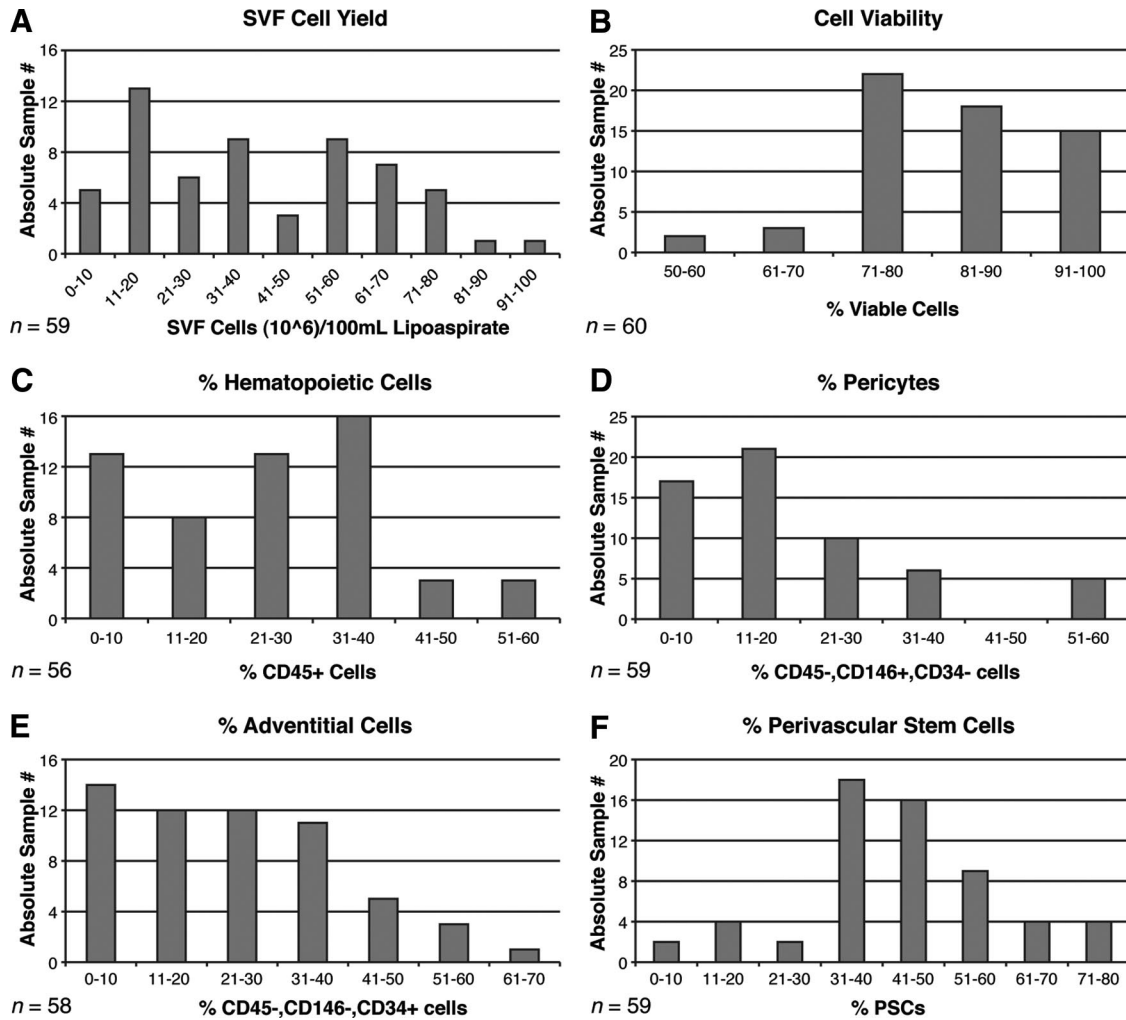 A
SVF Cell Yield
Absolute Sample #
16
12
8
4
0
0-10
11-20
21-30
31-40
41-50
51-60
61-70
71-80
81-90
91-100
n = 59
SVF Cells (10^6)/100mL Lipoaspirate
B
Cell Viability
Absolute Sample #
25
20
15
10
5
0
50-60
61-70
71-80
81-90
91-100
% Viable Cells
n = 60
C
% Hematopoietic Cells
Absolute Sample #
16
12
8
4
0
0-10
11-20
21-30
31-40
41-50
51-60
n = 56
% CD45+ Cells
D
% Pericytes
Absolute Sample #
25
20
15
10
5
0
0-10
11-20
21-30
31-40
41-50
51-60
n = 59
% CD45-,CD146+,CD34- cells
E
% Adventitial Cells
Absolute Sample #
16
12
8
4
0
0-10
11-20
21-30
31-40
41-50
51-60
61-70
n = 58
% CD45-,CD146-,CD34+ cells
F
% Perivascular Stem Cells
Absolute Sample #
20
16
12
8
4
0
0-10
11-20
21-30
31-40
41-50
51-60
61-70
71-80
n = 59
% PSCs